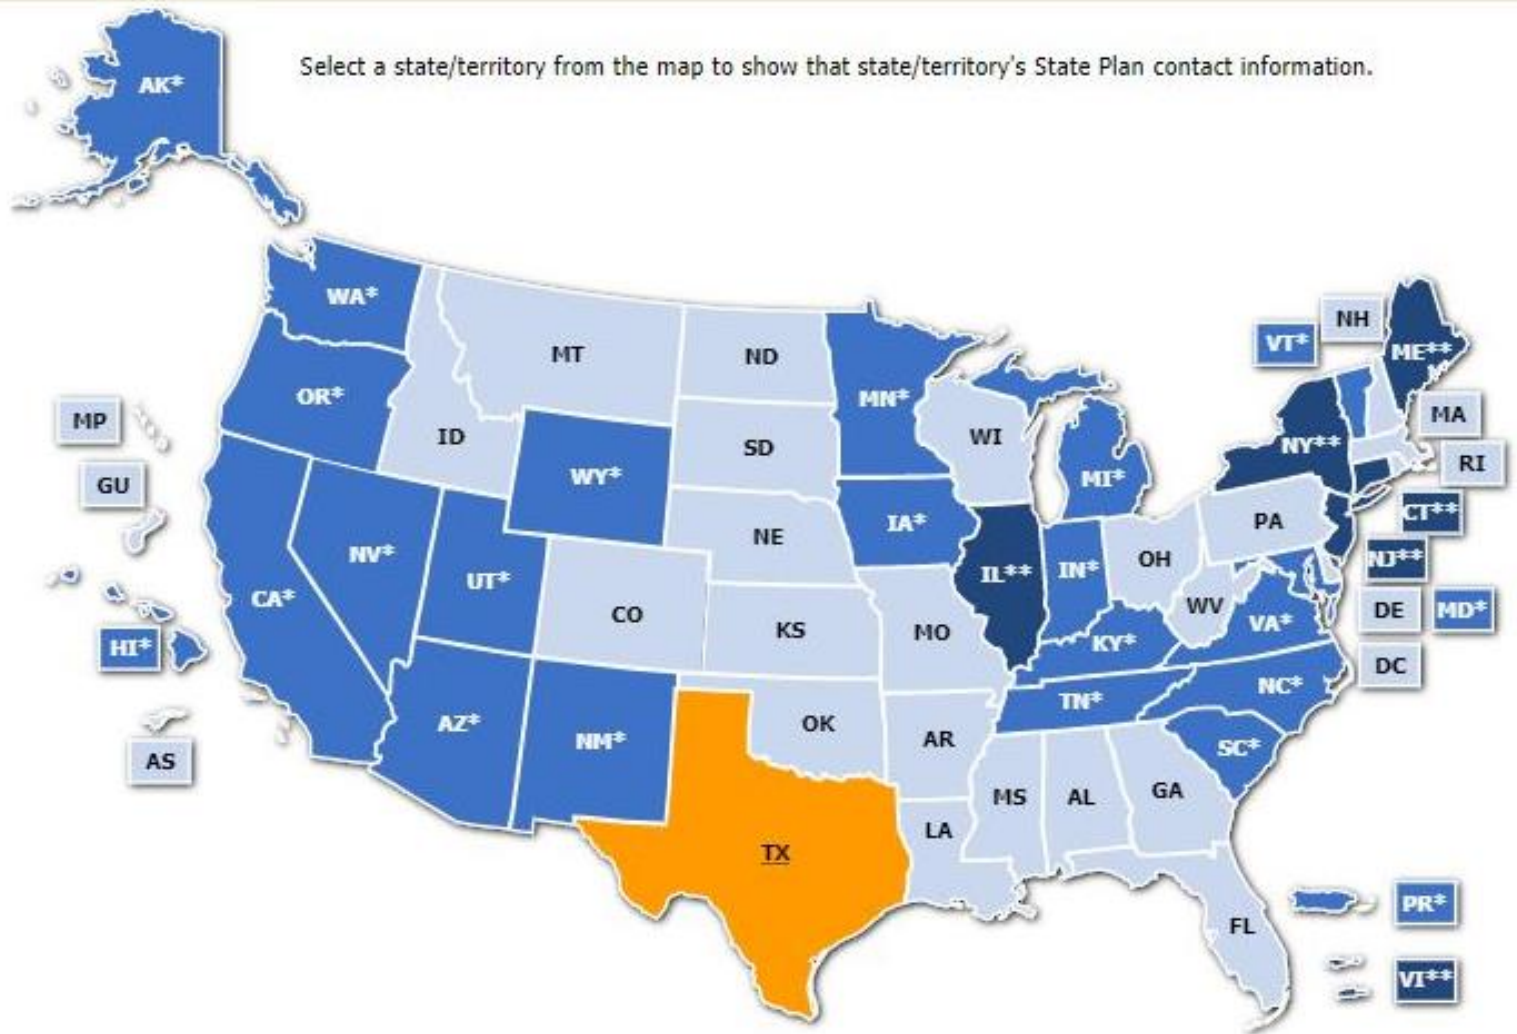 Select a state/territory from the map to show that state/territory's State Plan contact information.
AK*
WA*
MT
ND
MN*
VT*
NH
ME**
OR*
ID
WY*
SD
WI
MI*
NY**
MA
RI
MP
GU
NV*
UT*
NE
IA*
PA
CT**
NJ**
CA*
CO
KS
MO
IL**
IN*
OH
WV
VA*
DE
MD*
HI*
KY*
DC
AS
AZ*
NM*
OK
AR
TN*
NC*
SC*
TX
LA
MS
AL
GA
FL
PR*
VI**